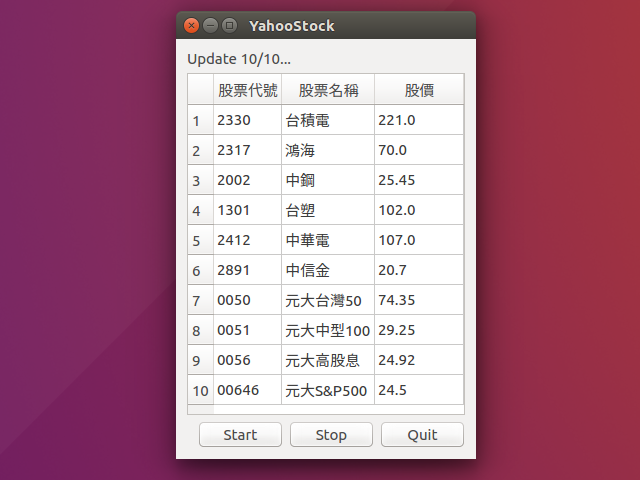 YahooStock
Update 10/10...
股票代號 股票名稱 股價
1 2330 台積電 221.0
2 2317 鴻海 70.0
3 2002 中鋼 25.45
4 1301 台塑 102.0
5 2412 中華電 107.0
6 2891 中信金 20.7
7 0050 元大台灣50 74.35
8 0051 元大中型100 29.25
9 0056 元大高股息 24.92
10 00646 元大S&P500 24.5
Start Stop Quit